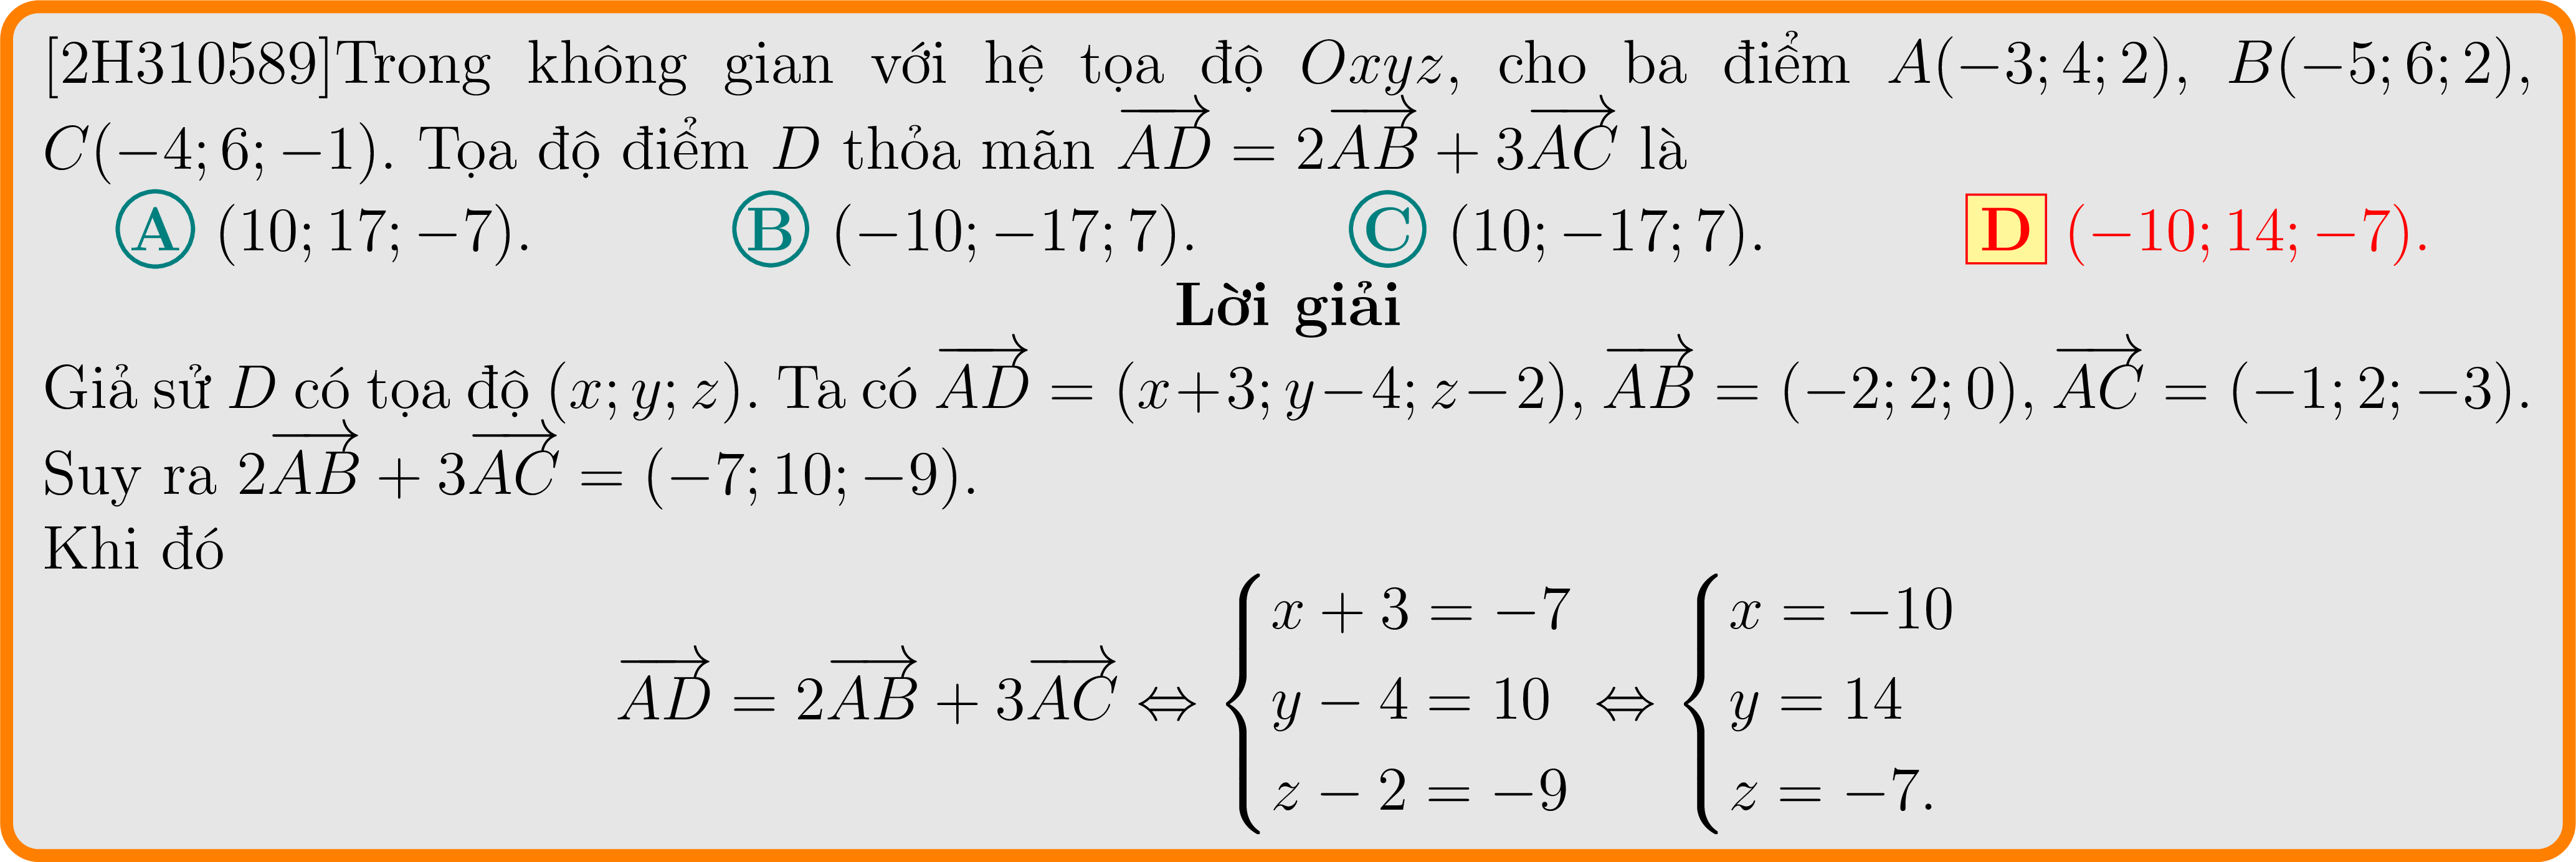 [2H310589]Trong không gian với hệ tọa độ Oxyz, cho ba điểm A(−3; 4; 2), B(−5; 6; 2),
C(−4; 6; −1). Tọa độ điểm D thỏa mãn $\overrightarrow{AD} = 2\overrightarrow{AB} + 3\overrightarrow{AC}$ là
A (10; 17; −7). B (−10; −17; 7). C (10; −17; 7). D (−10; 14; −7).
Lời giải
Giả sử D có tọa độ (x; y; z). Ta có $\overrightarrow{AD}$ = (x+3; y−4; z−2), $\overrightarrow{AB}$ = (−2; 2; 0), $\overrightarrow{AC}$ = (−1; 2; −3).
Suy ra $2\overrightarrow{AB} + 3\overrightarrow{AC}$ = (−7; 10; −9).
Khi đó
$\overrightarrow{AD} = 2\overrightarrow{AB} + 3\overrightarrow{AC} \Leftrightarrow \begin{cases} x + 3 = -7 \\ y - 4 = 10 \\ z - 2 = -9 \end{cases} \Leftrightarrow \begin{cases} x = -10 \\ y = 14 \\ z = -7. \end{cases}$